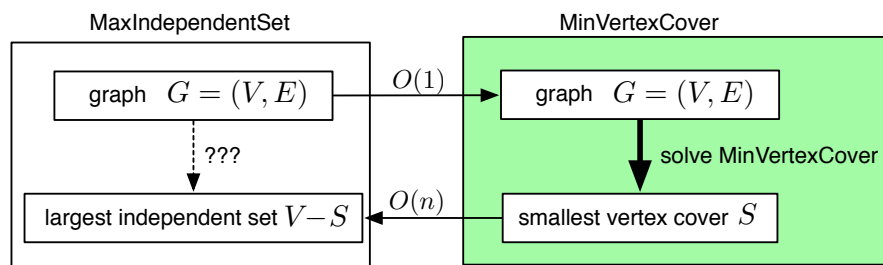 MaxIndependentSet
MinVertexCover
graph G = (V, E)
O(1)
graph G = (V, E)
???
solve MinVertexCover
largest independent set V−S
O(n)
smallest vertex cover S